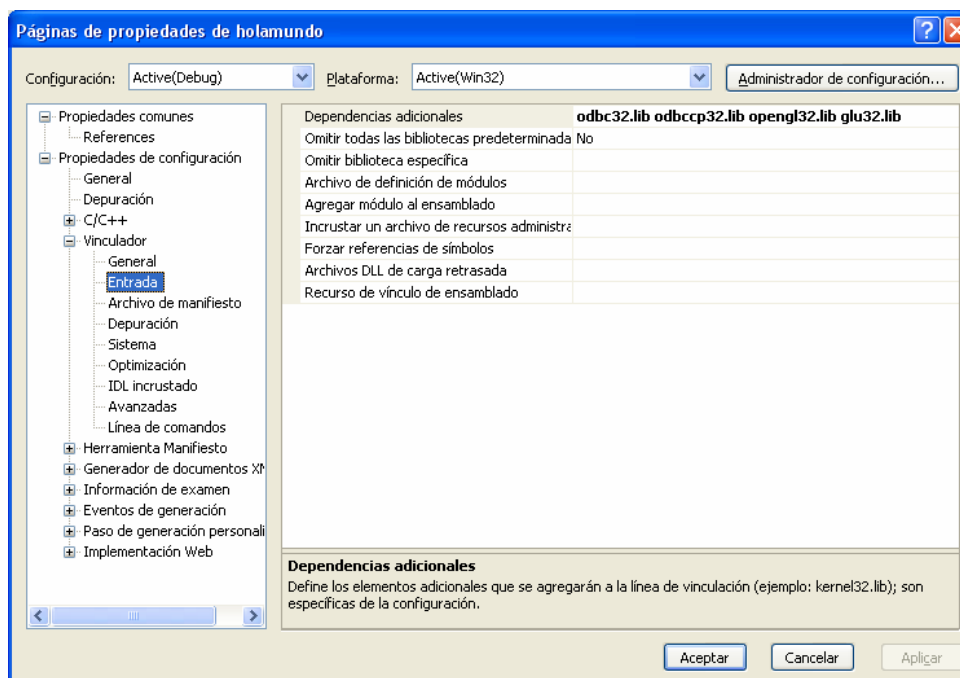 Páginas de propiedades de holamundo
Configuración: Active(Debug) Plataforma: Active(Win32) Administrador de configuración...
Propiedades comunes
References
Propiedades de configuración
General
Depuración
C/C++
Vinculador
General
Entrada
Archivo de manifiesto
Depuración
Sistema
Optimización
IDL incrustado
Avanzadas
Línea de comandos
Herramienta Manifiesto
Generador de documentos XM
Información de examen
Eventos de generación
Paso de generación personali
Implementación Web
Dependencias adicionales odbc32.lib odbccp32.lib opengl32.lib glu32.lib
Omitir todas las bibliotecas predeterminada No
Omitir biblioteca específica
Archivo de definición de módulos
Agregar módulo al ensamblado
Incrustar un archivo de recursos administra
Forzar referencias de símbolos
Archivos DLL de carga retrasada
Recurso de vínculo de ensamblado
Dependencias adicionales
Define los elementos adicionales que se agregarán a la línea de vinculación (ejemplo: kernel32.lib); son
específicas de la configuración.
Aceptar Cancelar Aplicar